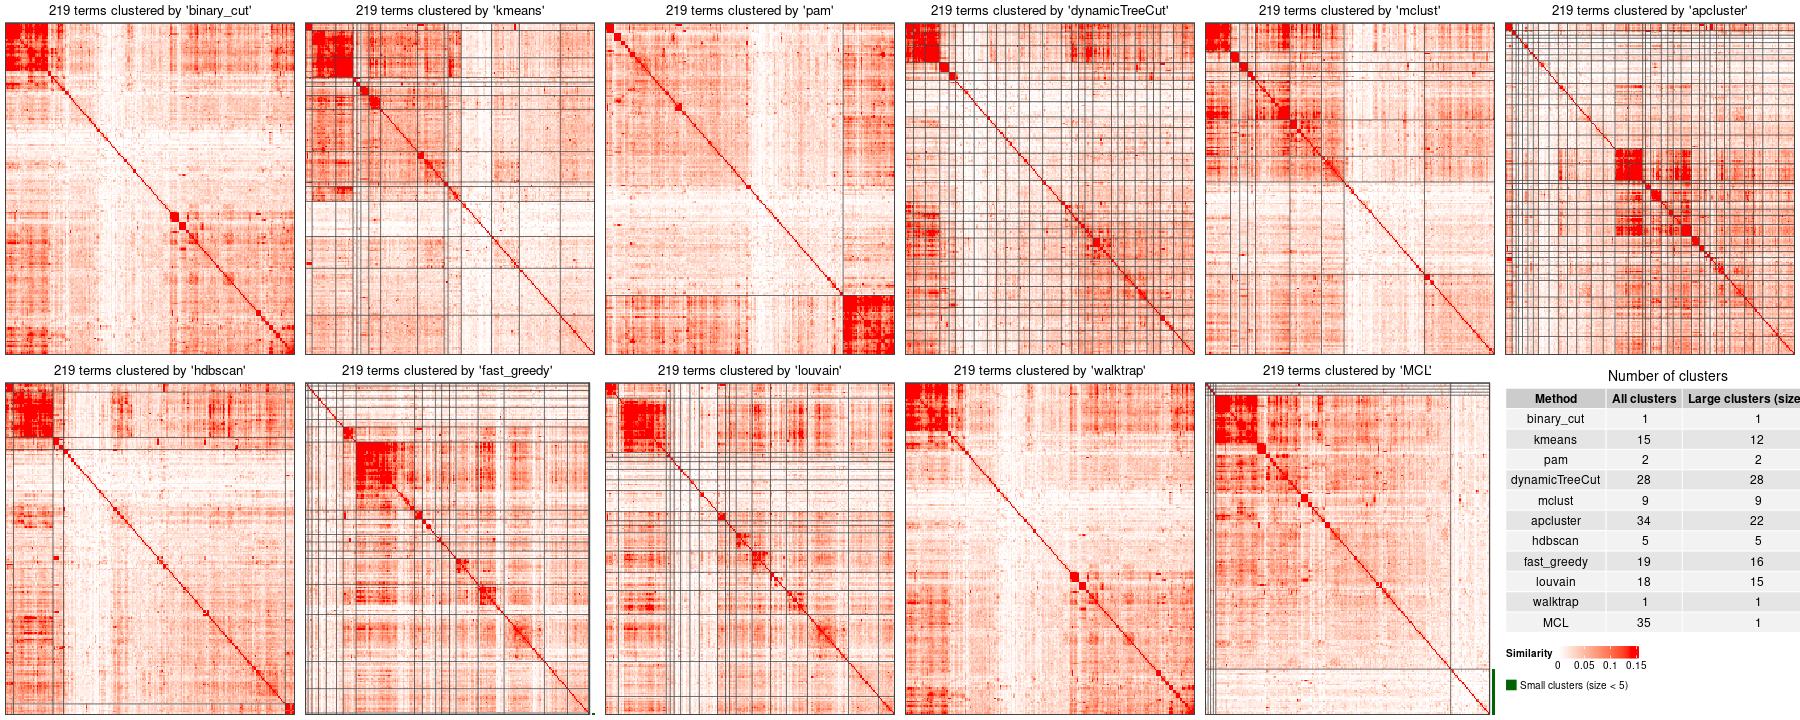 219 terms clustered by 'binary_cut'
219 terms clustered by 'kmeans'
219 terms clustered by 'pam'
219 terms clustered by 'dynamicTreeCut'
219 terms clustered by 'mclust'
219 terms clustered by 'apcluster'
219 terms clustered by 'hdbscan'
219 terms clustered by 'fast_greedy'
219 terms clustered by 'louvain'
219 terms clustered by 'walktrap'
219 terms clustered by 'MCL'
Number of clusters
Method All clusters Large clusters (size
binary_cut 1 1
kmeans 15 12
pam 2 2
dynamicTreeCut 28 28
mclust 9 9
apcluster 34 22
hdbscan 5 5
fast_greedy 19 16
louvain 18 15
walktrap 1 1
MCL 35 1
Similarity
0 0.05 0.1 0.15
Small clusters (size < 5)